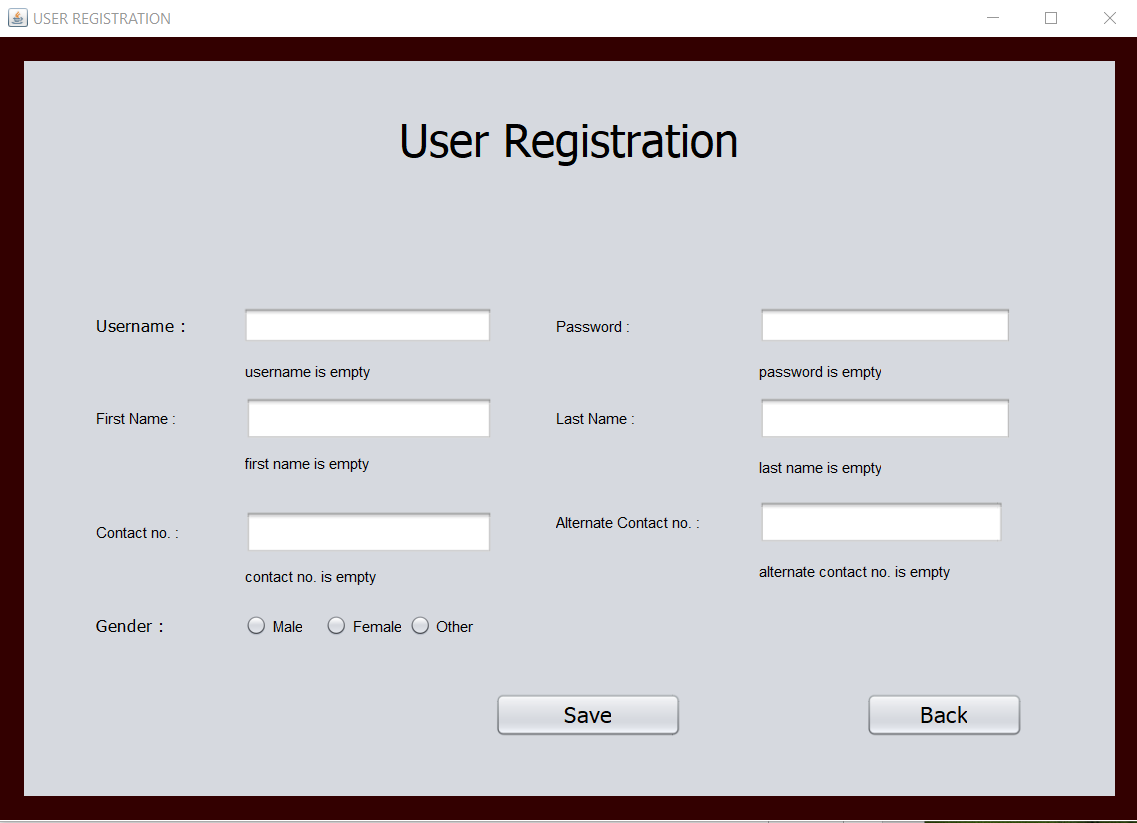 USER REGISTRATION
User Registration
Username :
Password :
username is empty
password is empty
First Name :
Last Name :
first name is empty
last name is empty
Contact no. :
Alternate Contact no. :
contact no. is empty
alternate contact no. is empty
Gender :
Male
Female
Other
Save
Back